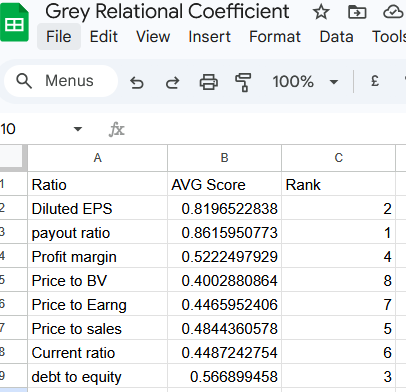 Grey Relational Coefficient
File Edit View Insert Format Data Tools
Menus 100% £
10 fx
A B C
1 Ratio AVG Score Rank
2 Diluted EPS 0.8196522838 2
3 payout ratio 0.8615950773 1
4 Profit margin 0.5222497929 4
5 Price to BV 0.4002880864 8
6 Price to Earng 0.4465952406 7
7 Price to sales 0.4844360578 5
8 Current ratio 0.4487242754 6
9 debt to equity 0.566899458 3